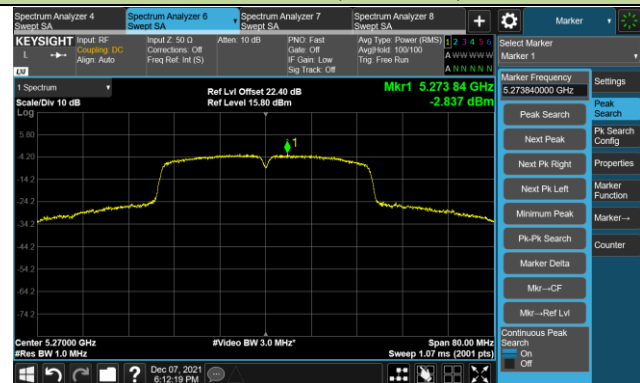 Spectrum Analyzer 4
Swept SA
Spectrum Analyzer 6
Swept SA
Spectrum Analyzer 7
Swept SA
Spectrum Analyzer 8
Swept SA
Marker
KEYSIGHT
L
LXI
Input: RF
Coupling: DC
Align: Auto
Input Z: 50 Ω
Corrections: Off
Freq Ref: Int (S)
Atten: 10 dB
PNO: Fast
Gate: Off
IF Gain: Low
Sig Track: Off
Avg Type: Power (RMS)
Avg|Hold: 100/100
Trig: Free Run
1 2 3 4 5 6
A W W W W W
A N N N N N
Select Marker
Marker 1
1 Spectrum
Scale/Div 10 dB
Log
Ref Lvl Offset 22.40 dB
Ref Level 15.80 dBm
Mkr1 5.273 84 GHz
-2.837 dBm
5.80
-4.20
-14.2
-24.2
-34.2
-44.2
-54.2
-64.2
-74.2
1
Center 5.27000 GHz
#Res BW 1.0 MHz
#Video BW 3.0 MHz*
Span 80.00 MHz
Sweep 1.07 ms (2001 pts)
Marker Frequency
5.273840000 GHz
Peak Search
Next Peak
Next Pk Right
Next Pk Left
Minimum Peak
Pk-Pk Search
Marker Delta
Mkr→CF
Mkr→Ref Lvl
Continuous Peak
Search
On
Off
Settings
Peak
Search
Pk Search
Config
Properties
Marker
Function
Marker→
Counter
Dec 07, 2021
6:12:19 PM